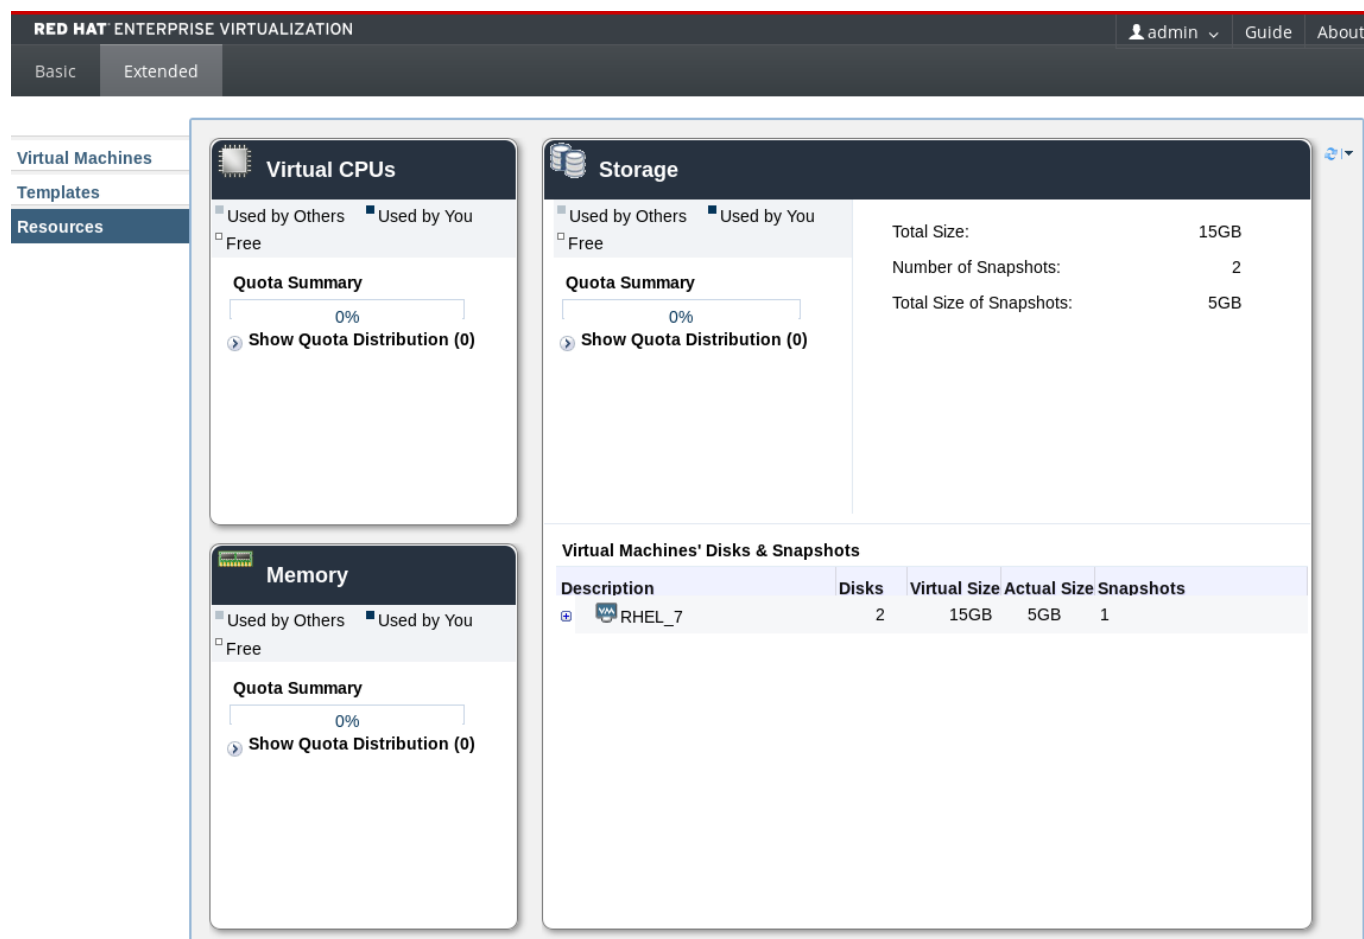 RED HAT ENTERPRISE VIRTUALIZATION
admin
Guide
About
Basic
Extended
Virtual Machines
Templates
Resources
Virtual CPUs
Used by Others Used by You
Free
Quota Summary
0%
Show Quota Distribution (0)
Storage
Used by Others Used by You
Free
Quota Summary
0%
Show Quota Distribution (0)
Total Size: 15GB
Number of Snapshots: 2
Total Size of Snapshots: 5GB
Memory
Used by Others Used by You
Free
Quota Summary
0%
Show Quota Distribution (0)
Virtual Machines' Disks & Snapshots
Description Disks Virtual Size Actual Size Snapshots
RHEL_7 2 15GB 5GB 1